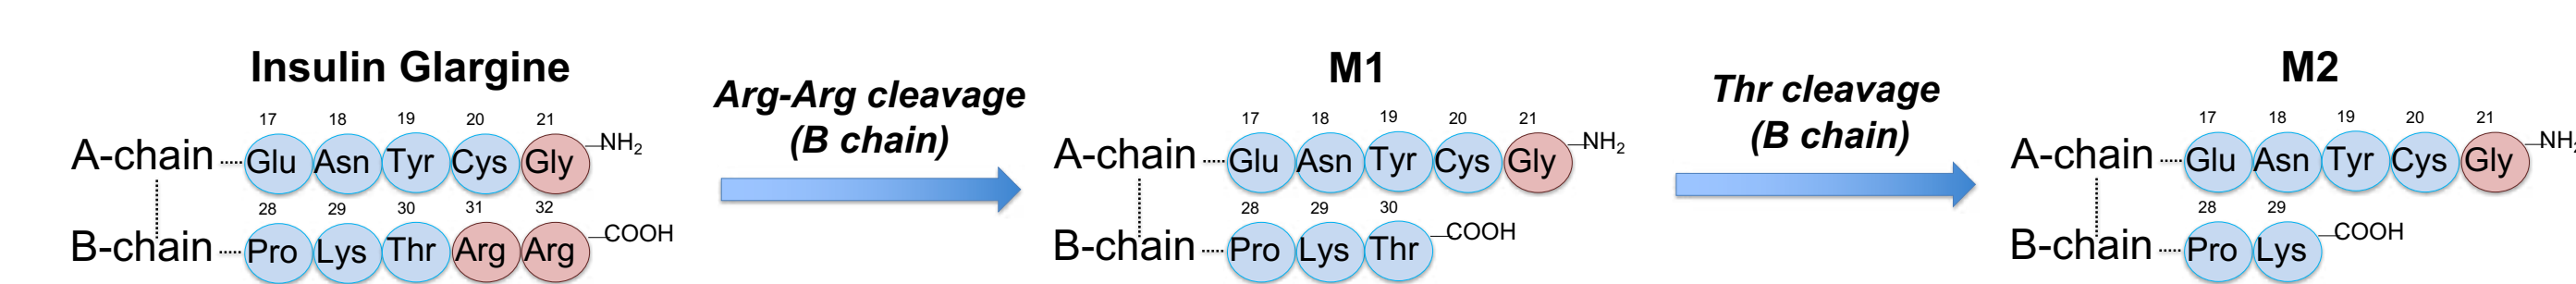 Insulin Glargine
17 18 19 20 21
A-chain Glu Asn Tyr Cys Gly NH2
28 29 30 31 32
B-chain Pro Lys Thr Arg Arg COOH
Arg-Arg cleavage
(B chain)
M1
17 18 19 20 21
A-chain Glu Asn Tyr Cys Gly NH2
28 29 30
B-chain Pro Lys Thr COOH
Thr cleavage
(B chain)
M2
17 18 19 20 21
A-chain Glu Asn Tyr Cys Gly NH2
28 29
B-chain Pro Lys COOH